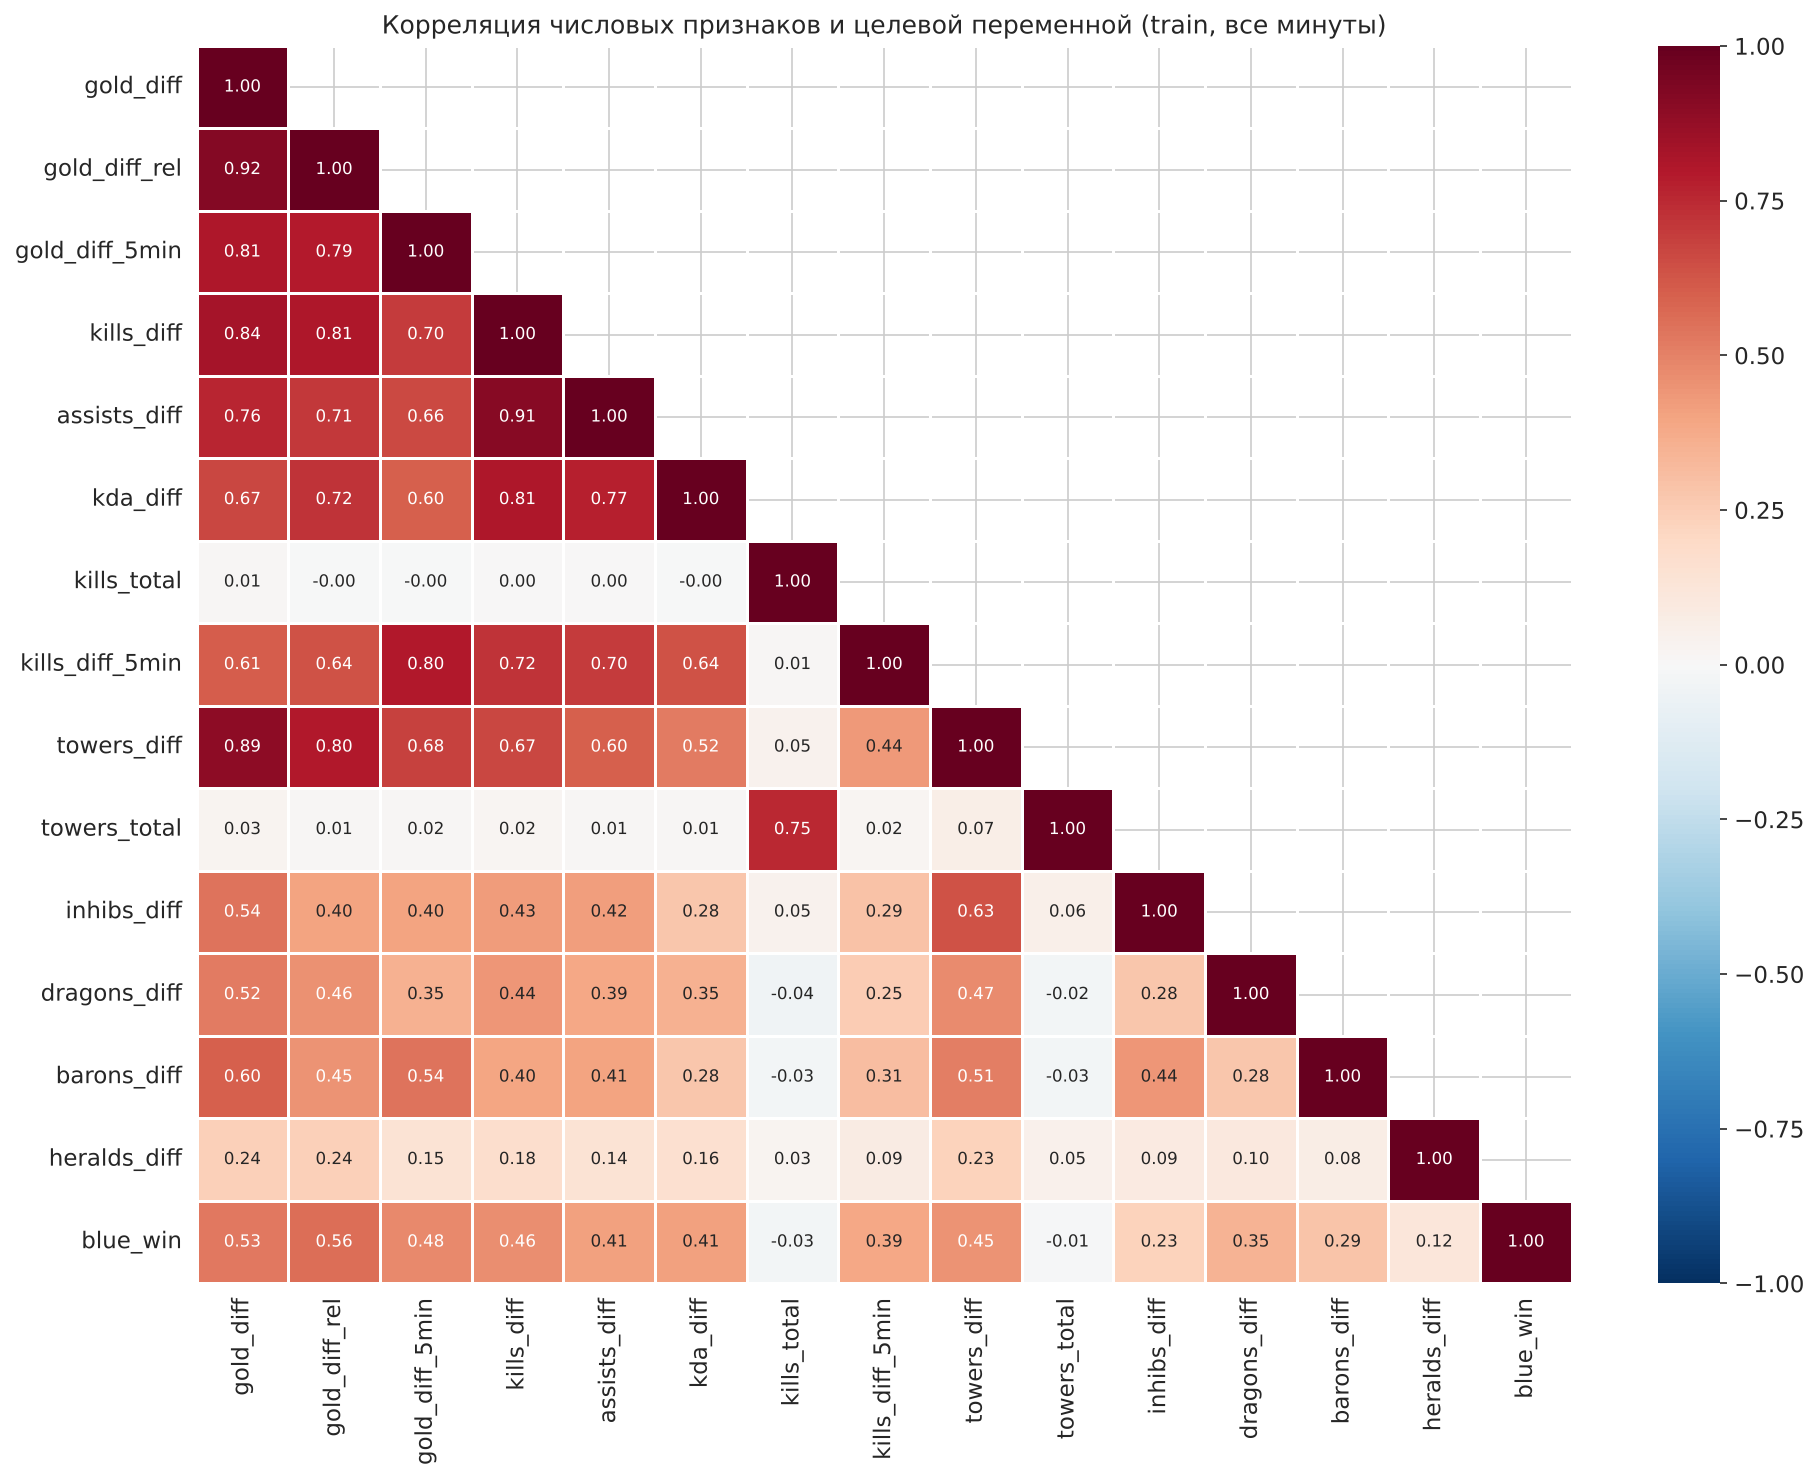 Корреляция числовых признаков и целевой переменной (train, все минуты)
gold_diff 1.00
gold_diff_rel 0.92 1.00
gold_diff_5min 0.81 0.79 1.00
kills_diff 0.84 0.81 0.70 1.00
assists_diff 0.76 0.71 0.66 0.91 1.00
kda_diff 0.67 0.72 0.60 0.81 0.77 1.00
kills_total 0.01 -0.00 -0.00 0.00 0.00 -0.00 1.00
kills_diff_5min 0.61 0.64 0.80 0.72 0.70 0.64 0.01 1.00
towers_diff 0.89 0.80 0.68 0.67 0.60 0.52 0.05 0.44 1.00
towers_total 0.03 0.01 0.02 0.02 0.01 0.01 0.75 0.02 0.07 1.00
inhibs_diff 0.54 0.40 0.40 0.43 0.42 0.28 0.05 0.29 0.63 0.06 1.00
dragons_diff 0.52 0.46 0.35 0.44 0.39 0.35 -0.04 0.25 0.47 -0.02 0.28 1.00
barons_diff 0.60 0.45 0.54 0.40 0.41 0.28 -0.03 0.31 0.51 -0.03 0.44 0.28 1.00
heralds_diff 0.24 0.24 0.15 0.18 0.14 0.16 0.03 0.09 0.23 0.05 0.09 0.10 0.08 1.00
blue_win 0.53 0.56 0.48 0.46 0.41 0.41 -0.03 0.39 0.45 -0.01 0.23 0.35 0.29 0.12 1.00
gold_diff
gold_diff_rel
gold_diff_5min
kills_diff
assists_diff
kda_diff
kills_total
kills_diff_5min
towers_diff
towers_total
inhibs_diff
dragons_diff
barons_diff
heralds_diff
blue_win
1.00
0.75
0.50
0.25
0.00
−0.25
−0.50
−0.75
−1.00